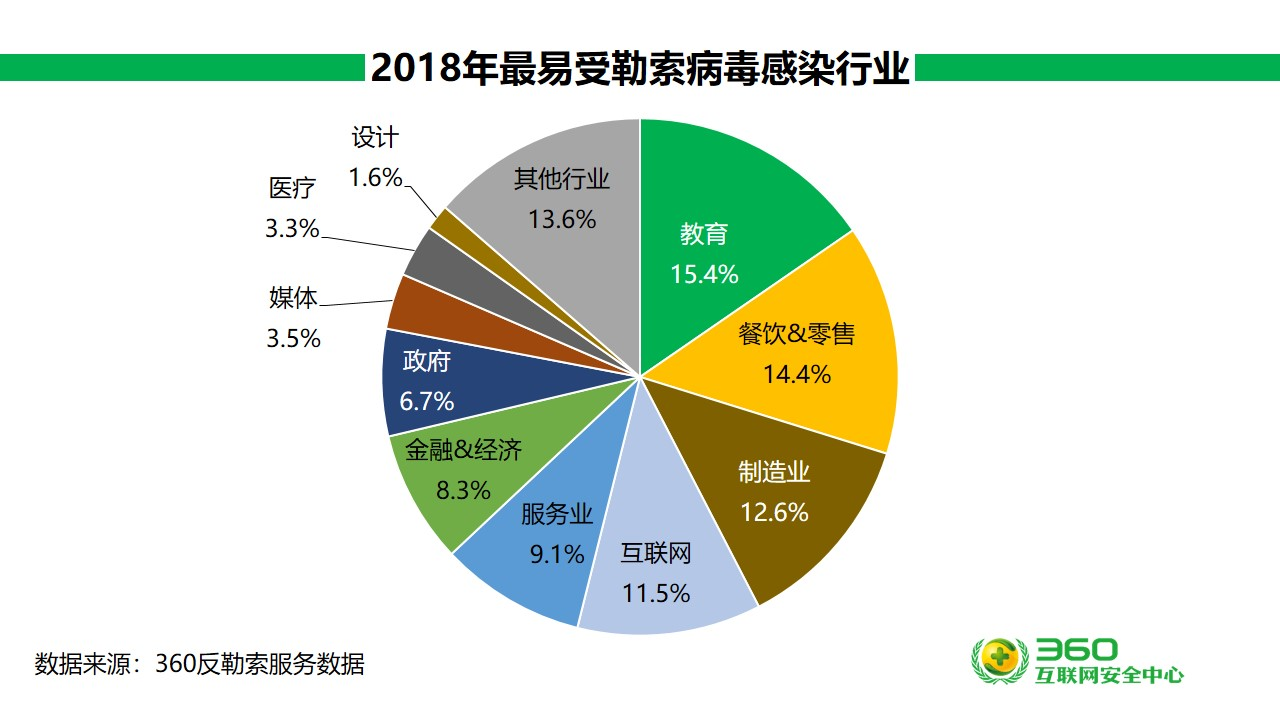 2018年最易受勒索病毒感染行业
设计
1.6%
其他行业
13.6%
医疗
3.3%
教育
15.4%
媒体
3.5%
餐饮&零售
14.4%
政府
6.7%
金融&经济
8.3%
制造业
12.6%
服务业
9.1%
互联网
11.5%
数据来源：360反勒索服务数据
360
互联网安全中心